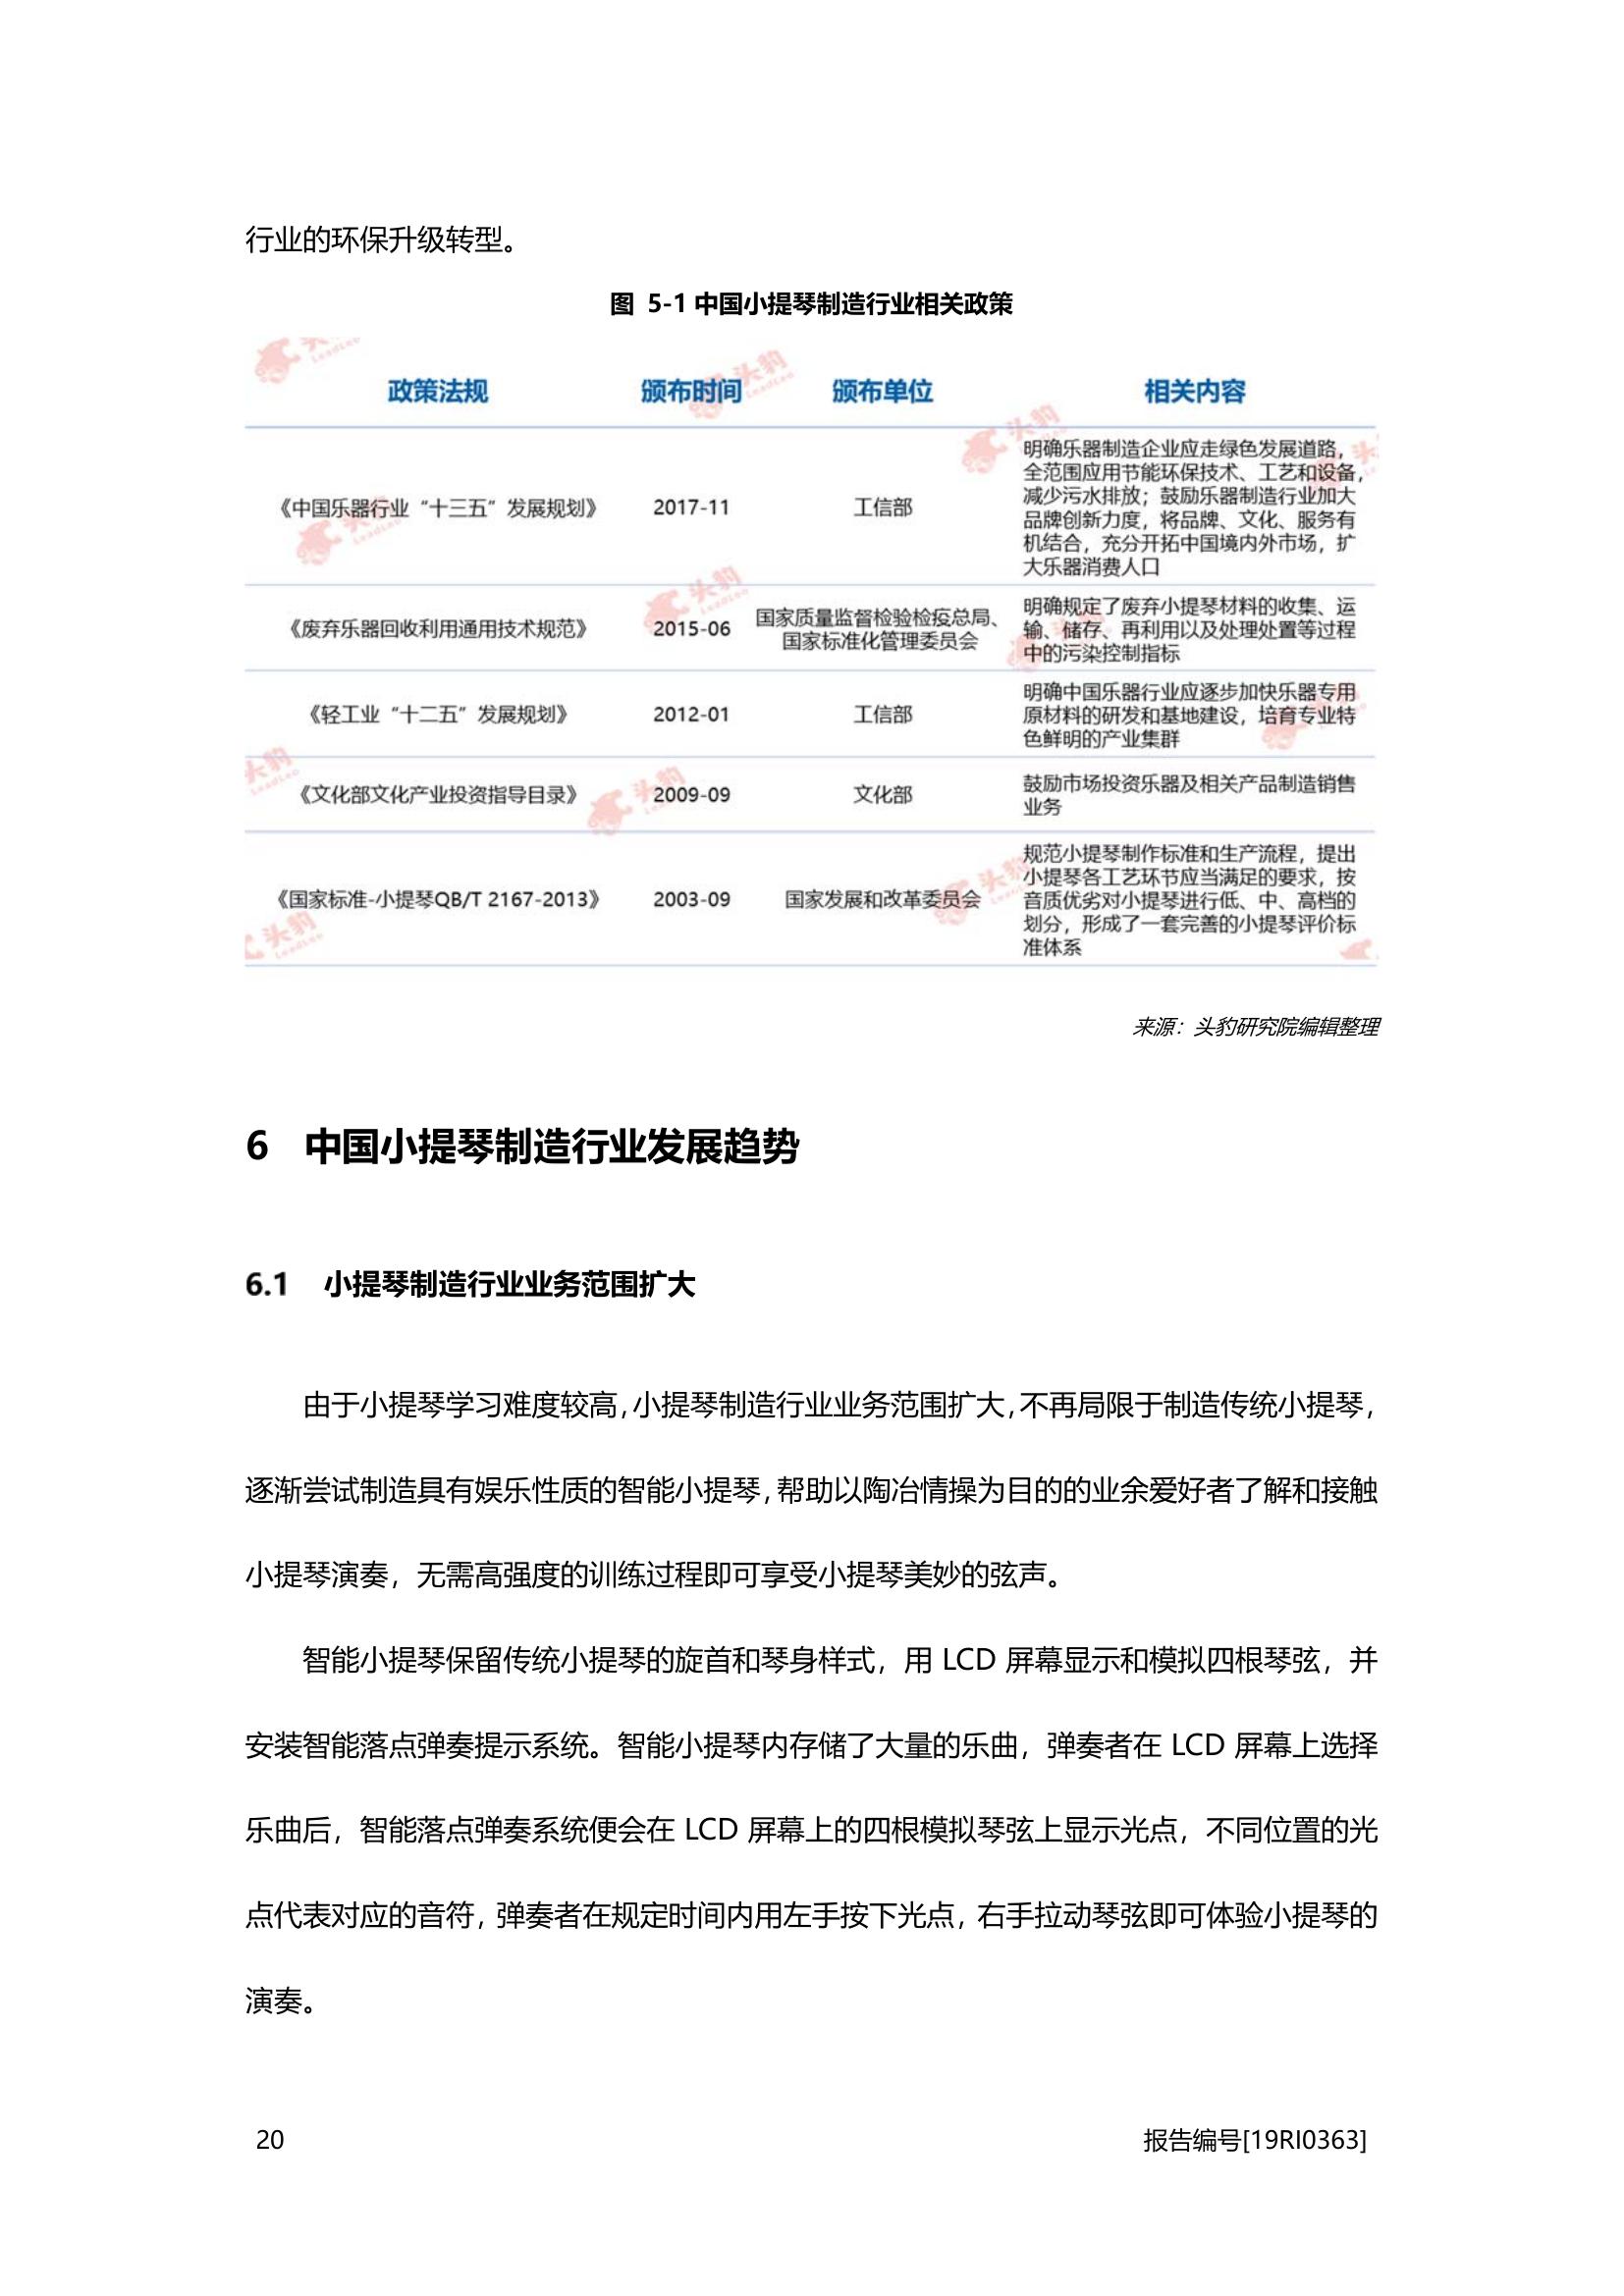 行业的环保升级转型。
图 5-1 中国小提琴制造行业相关政策
政策法规 颁布时间 颁布单位 相关内容
《中国乐器行业“十三五”发展规划》 2017-11 工信部
明确乐器制造企业应走绿色发展道路，
全范围应用节能环保技术、工艺和设备，
减少污水排放；鼓励乐器制造行业加大
品牌创新力度，将品牌、文化、服务有
机结合，充分开拓中国境内外市场，扩
大乐器消费人口
《废弃乐器回收利用通用技术规范》 2015-06
国家质量监督检验检疫总局、
国家标准化管理委员会
明确规定了废弃小提琴材料的收集、运
输、储存、再利用以及处理处置等过程
中的污染控制指标
《轻工业“十二五”发展规划》 2012-01 工信部
明确中国乐器行业应逐步加快乐器专用
原材料的研发和基地建设，培育专业特
色鲜明的产业集群
《文化部文化产业投资指导目录》 2009-09 文化部
鼓励市场投资乐器及相关产品制造销售
业务
《国家标准-小提琴QB/T 2167-2013》 2003-09 国家发展和改革委员会
规范小提琴制作标准和生产流程，提出
小提琴各工艺环节应当满足的要求，按
音质优劣对小提琴进行低、中、高档的
划分，形成了一套完善的小提琴评价标
准体系
来源：头豹研究院编辑整理
6 中国小提琴制造行业发展趋势
6.1 小提琴制造行业业务范围扩大
由于小提琴学习难度较高，小提琴制造行业业务范围扩大，不再局限于制造传统小提琴，
逐渐尝试制造具有娱乐性质的智能小提琴，帮助以陶冶情操为目的的业余爱好者了解和接触
小提琴演奏，无需高强度的训练过程即可享受小提琴美妙的弦声。
智能小提琴保留传统小提琴的旋首和琴身样式，用 LCD 屏幕显示和模拟四根琴弦，并
安装智能落点弹奏提示系统。智能小提琴内存储了大量的乐曲，弹奏者在 LCD 屏幕上选择
乐曲后，智能落点弹奏系统便会在 LCD 屏幕上的四根模拟琴弦上显示光点，不同位置的光
点代表对应的音符，弹奏者在规定时间内用左手按下光点，右手拉动琴弦即可体验小提琴的
演奏。
20 报告编号[19RI0363]